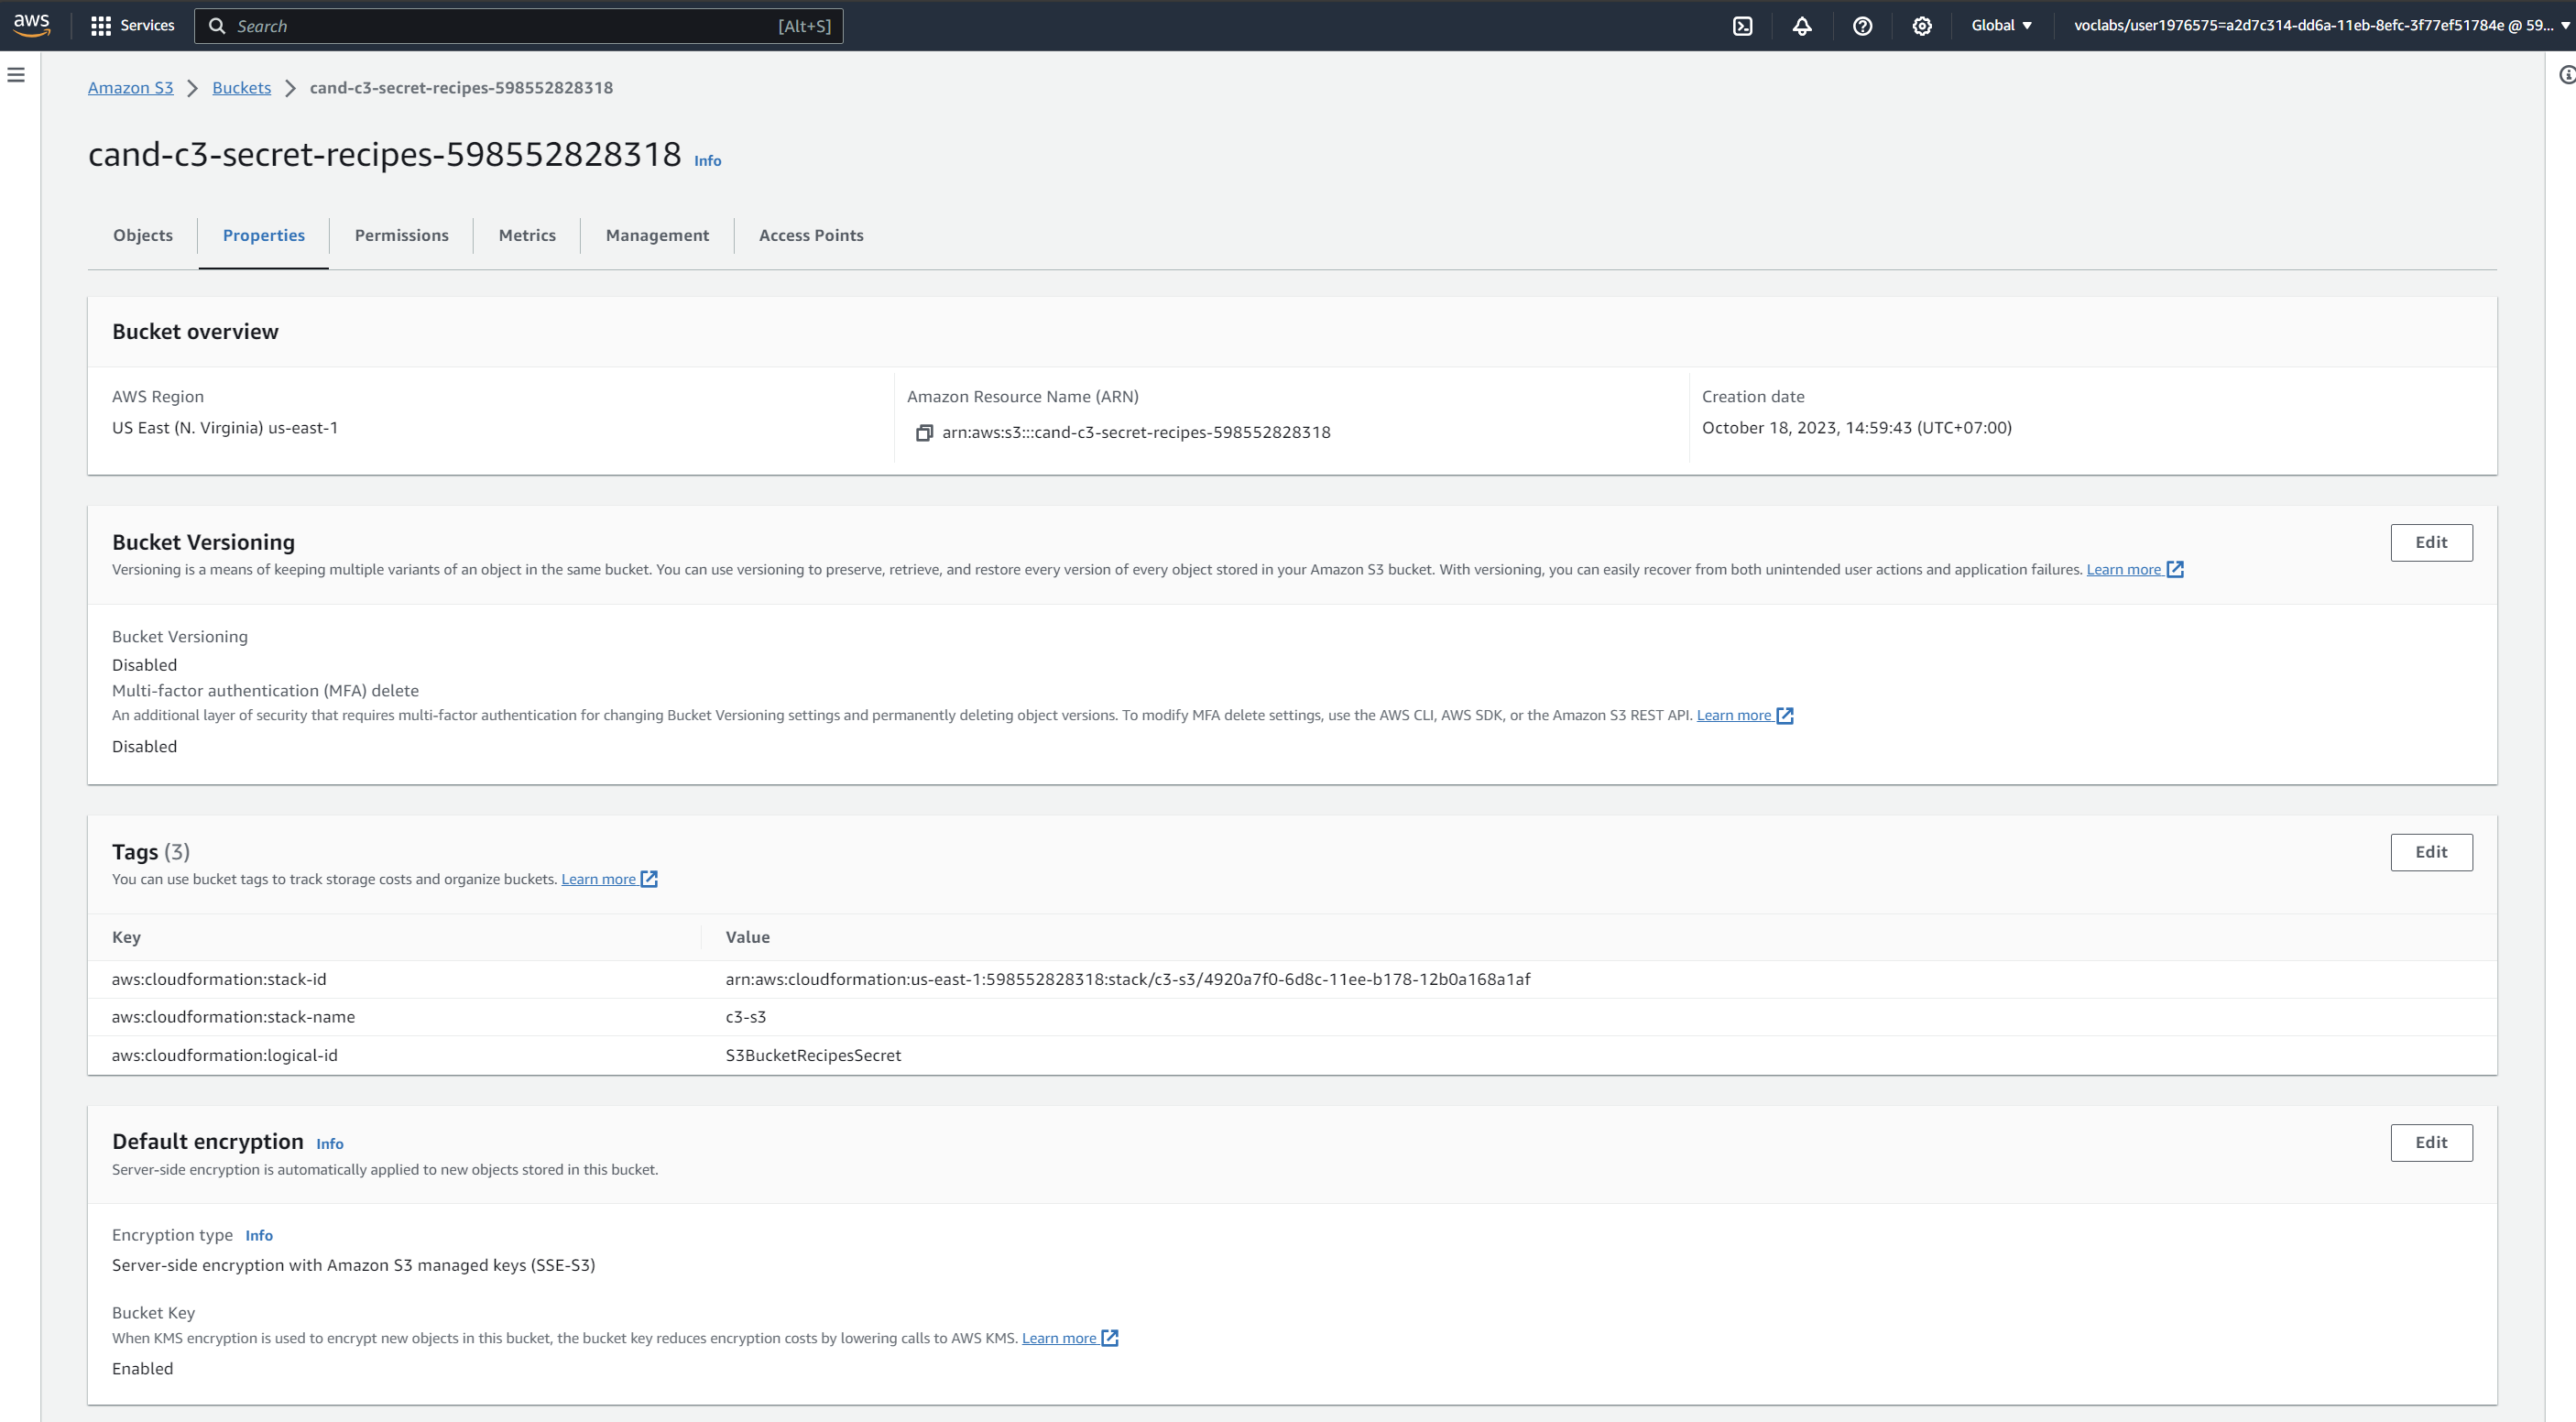 aws Services Search [Alt+S] Global voclabs/user1976575=a2d7c314-dd6a-11eb-8efc-3f77ef51784e @ 59...
Amazon S3 Buckets cand-c3-secret-recipes-598552828318
cand-c3-secret-recipes-598552828318 Info
Objects Properties Permissions Metrics Management Access Points
Bucket overview
AWS Region
US East (N. Virginia) us-east-1
Amazon Resource Name (ARN)
arn:aws:s3:::cand-c3-secret-recipes-598552828318
Creation date
October 18, 2023, 14:59:43 (UTC+07:00)
Bucket Versioning Edit
Versioning is a means of keeping multiple variants of an object in the same bucket. You can use versioning to preserve, retrieve, and restore every version of every object stored in your Amazon S3 bucket. With versioning, you can easily recover from both unintended user actions and application failures. Learn more
Bucket Versioning
Disabled
Multi-factor authentication (MFA) delete
An additional layer of security that requires multi-factor authentication for changing Bucket Versioning settings and permanently deleting object versions. To modify MFA delete settings, use the AWS CLI, AWS SDK, or the Amazon S3 REST API. Learn more
Disabled
Tags (3) Edit
You can use bucket tags to track storage costs and organize buckets. Learn more
Key Value
aws:cloudformation:stack-id arn:aws:cloudformation:us-east-1:598552828318:stack/c3-s3/4920a7f0-6d8c-11ee-b178-12b0a168a1af
aws:cloudformation:stack-name c3-s3
aws:cloudformation:logical-id S3BucketRecipesSecret
Default encryption Info Edit
Server-side encryption is automatically applied to new objects stored in this bucket.
Encryption type Info
Server-side encryption with Amazon S3 managed keys (SSE-S3)
Bucket Key
When KMS encryption is used to encrypt new objects in this bucket, the bucket key reduces encryption costs by lowering calls to AWS KMS. Learn more
Enabled